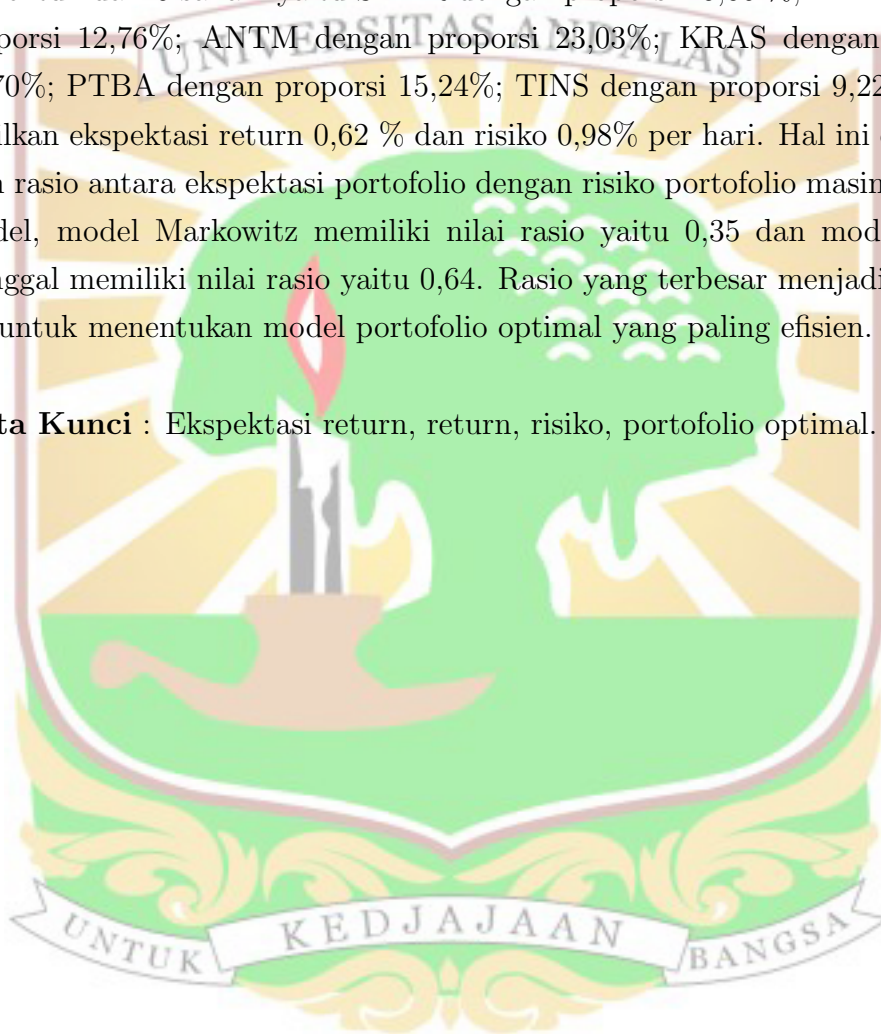 UNIVERSITAS ANDALAS
dengan
porsi 12,76%; ANTM dengan proporsi 23,03%; KRAS dengan
70%; PTBA dengan proporsi 15,24%; TINS dengan proporsi 9,22
ulkan ekspektasi return 0,62 % dan risiko 0,98% per hari. Hal ini
rasio antara ekspektasi portofolio dengan risiko portofolio masin
del, model Markowitz memiliki nilai rasio yaitu 0,35 dan mod
nggal memiliki nilai rasio yaitu 0,64. Rasio yang terbesar menjadi
untuk menentukan model portofolio optimal yang paling efisien.
ta Kunci : Ekspektasi return, return, risiko, portofolio optimal.
UNTUK KEDJAJAAN BANGSA